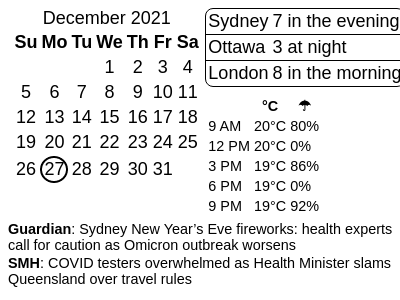 December 2021
Su Mo Tu We Th Fr Sa
1 2 3 4
5 6 7 8 9 10 11
12 13 14 15 16 17 18
19 20 21 22 23 24 25
26 27 28 29 30 31
Sydney 7 in the evening
Ottawa 3 at night
London 8 in the morning
°C ☂
9 AM 20°C 80%
12 PM 20°C 0%
3 PM 19°C 86%
6 PM 19°C 0%
9 PM 19°C 92%
Guardian: Sydney New Year’s Eve fireworks: health experts
call for caution as Omicron outbreak worsens
SMH: COVID testers overwhelmed as Health Minister slams
Queensland over travel rules